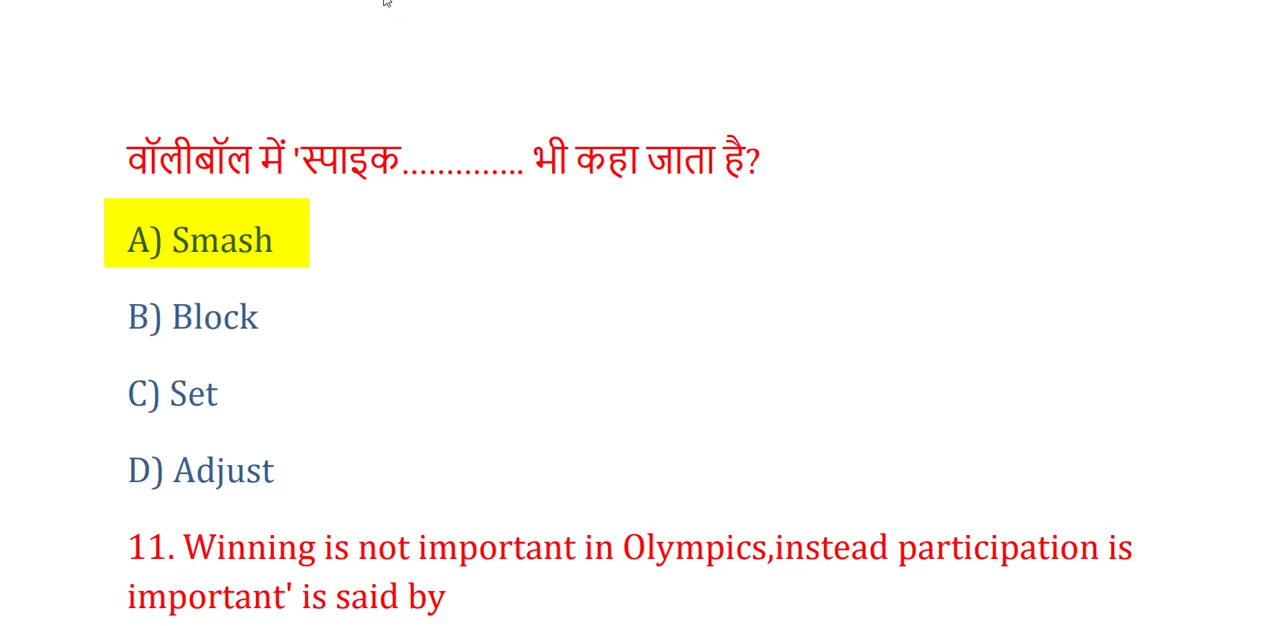 वॉलीबॉल में 'स्पाइक.............. भी कहा जाता है?
A) Smash
B) Block
C) Set
D) Adjust
11. Winning is not important in Olympics,instead participation is
important' is said by